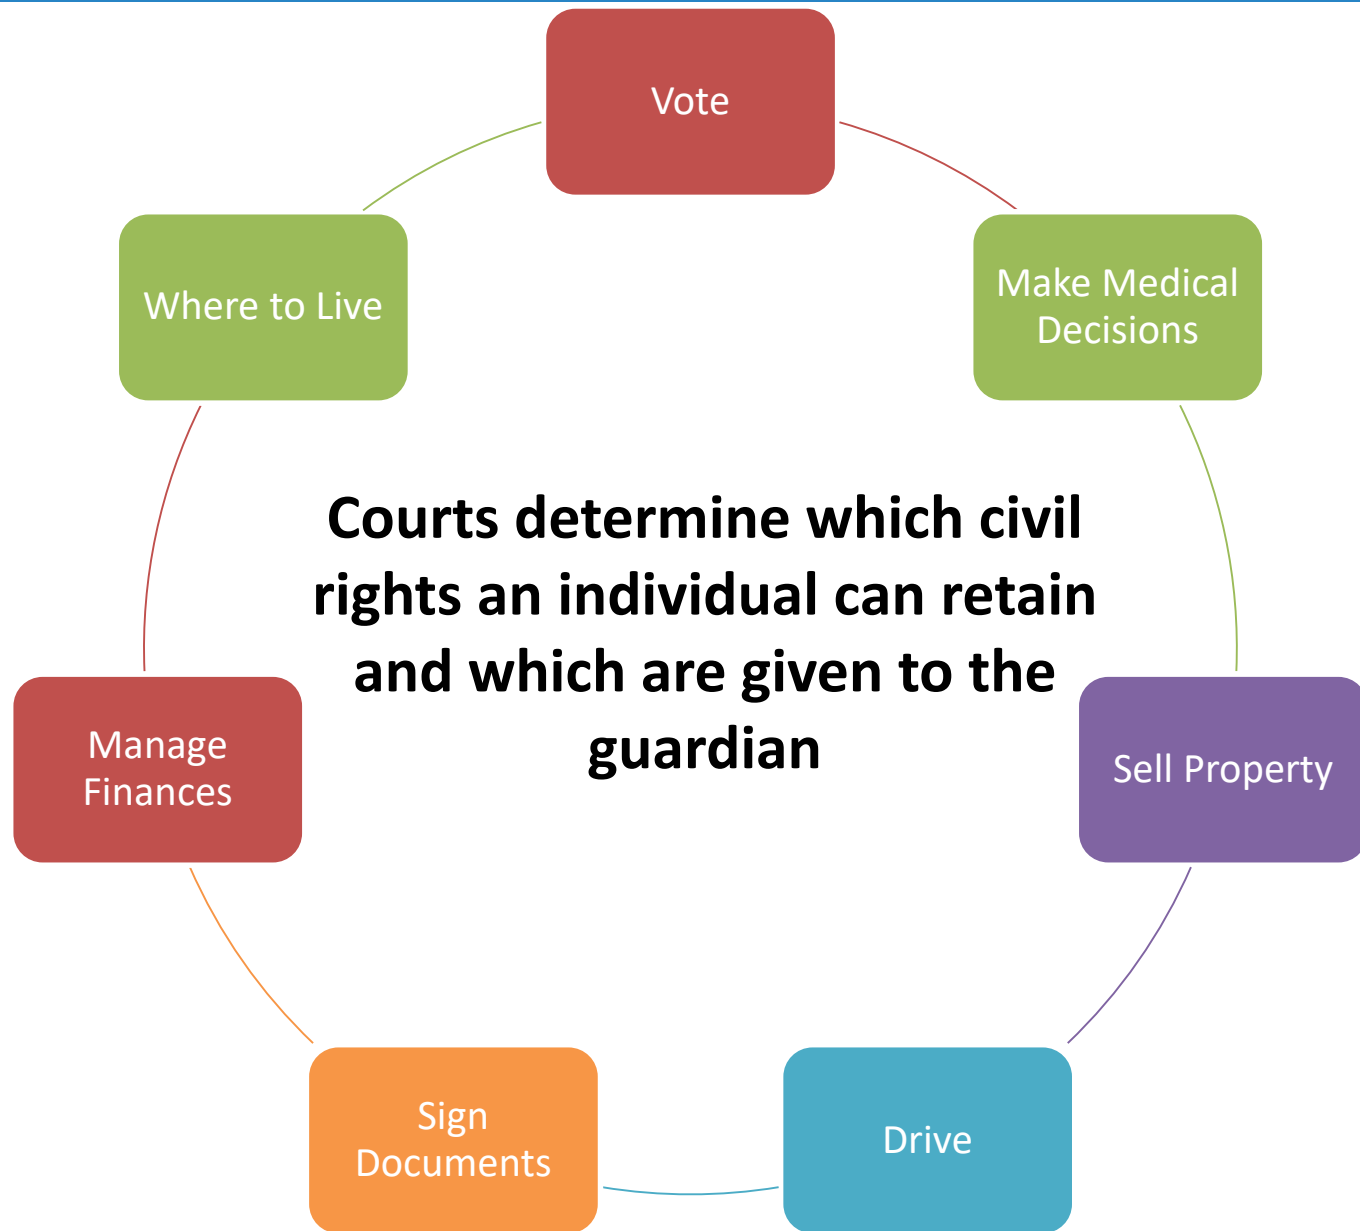 Vote
Where to Live
Make Medical
Decisions
Courts determine which civil
rights an individual can retain
and which are given to the
guardian
Manage
Finances
Sell Property
Sign
Documents
Drive